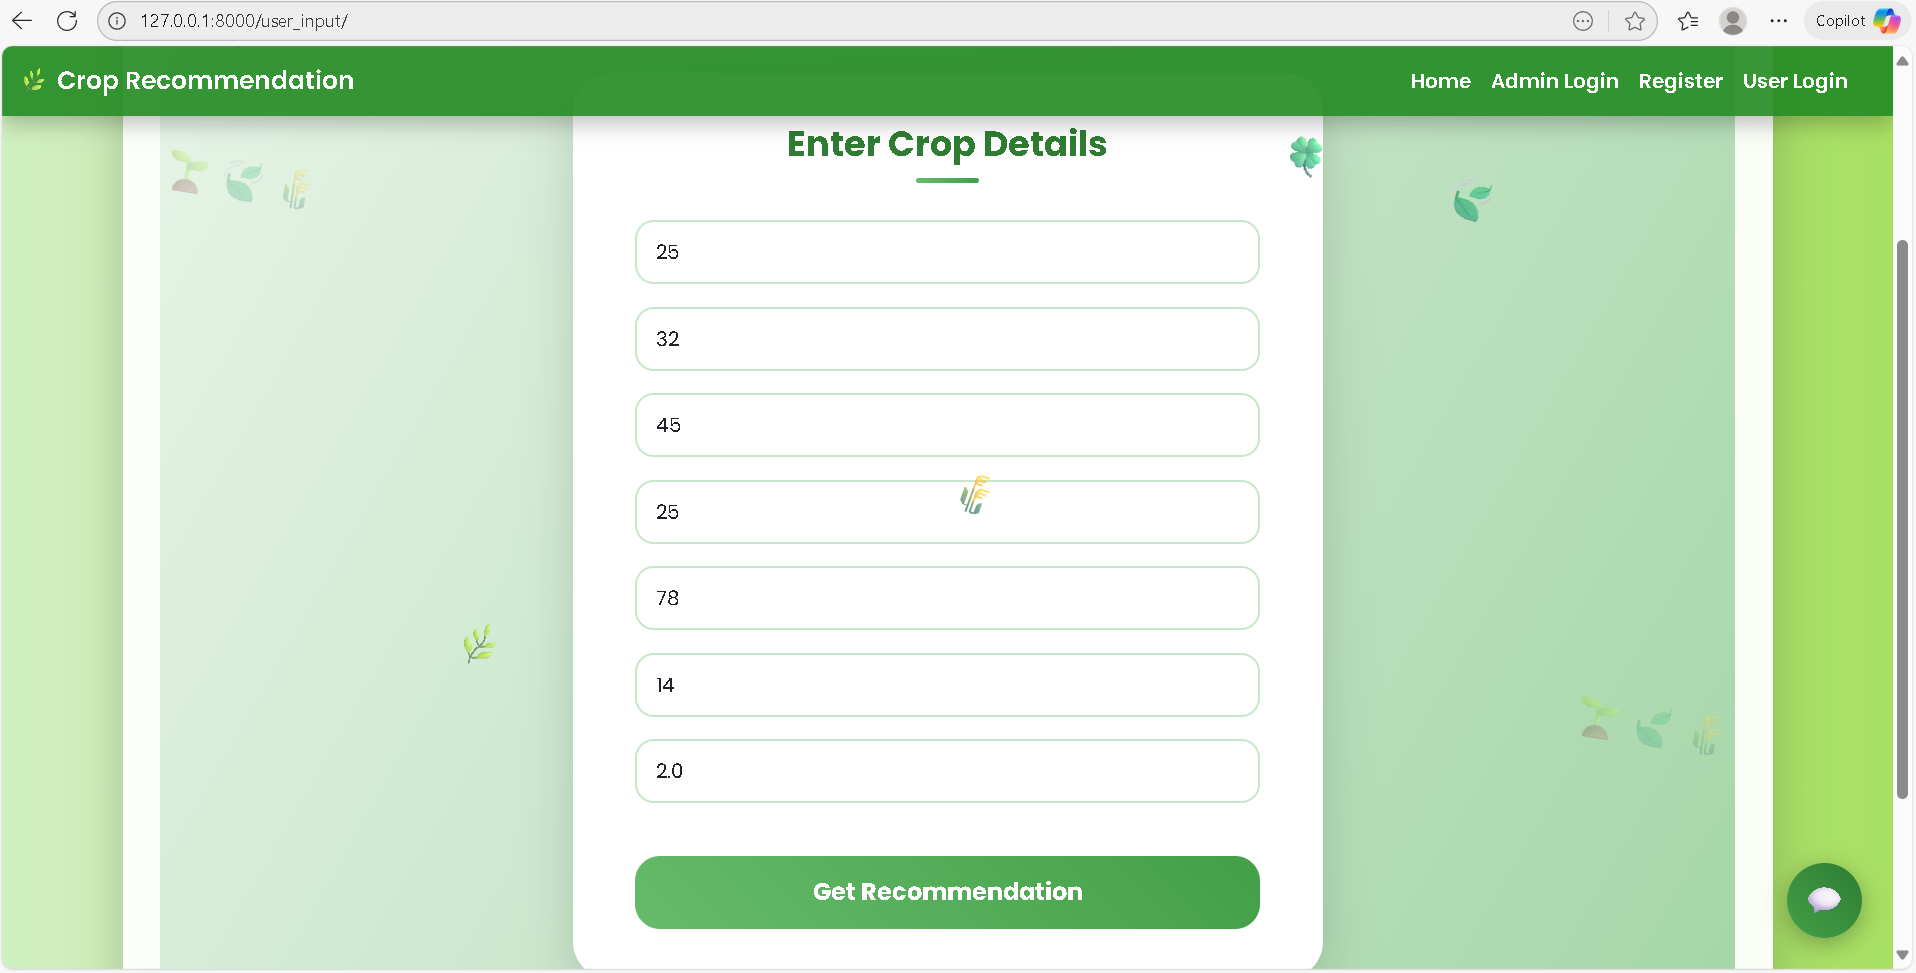 127.0.0.1:8000/user_input/
Copilot
Crop Recommendation
Home Admin Login Register User Login
Enter Crop Details
25
32
45
25
78
14
2.0
Get Recommendation